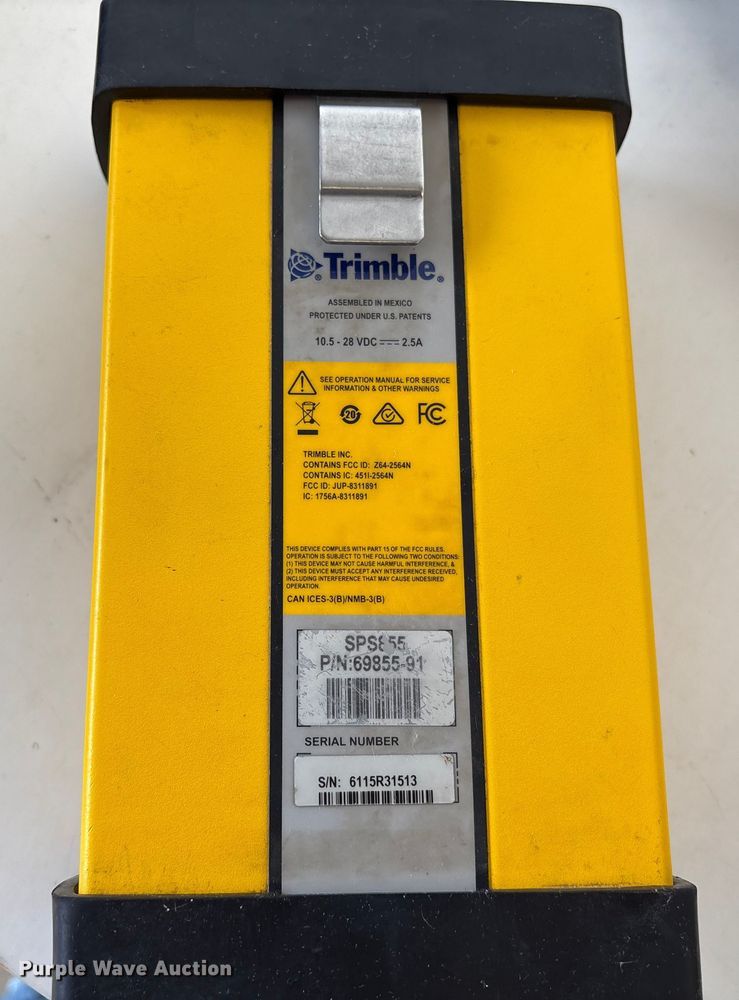 Trimble.
ASSEMBLED IN MEXICO
PROTECTED UNDER U.S. PATENTS
10.5 - 28 VDC 2.5A
SEE OPERATION MANUAL FOR SERVICE
INFORMATION & OTHER WARNINGS
20
FC
TRIMBLE INC.
CONTAINS FCC ID: Z64-2564N
CONTAINS IC: 451I-2564N
FCC ID: JUP-8311891
IC: 1756A-8311891
THIS DEVICE COMPLIES WITH PART 15 OF THE FCC RULES.
OPERATION IS SUBJECT TO THE FOLLOWING TWO CONDITIONS:
(1) THIS DEVICE MAY NOT CAUSE HARMFUL INTERFERENCE, &
(2) THIS DEVICE MUST ACCEPT ANY INTERFERENCE RECEIVED,
INCLUDING INTERFERENCE THAT MAY CAUSE UNDESIRED
OPERATION.
CAN ICES-3(B)/NMB-3(B)
SPS855
P/N:69855-91
SERIAL NUMBER
S/N: 6115R31513
Purple Wave Auction